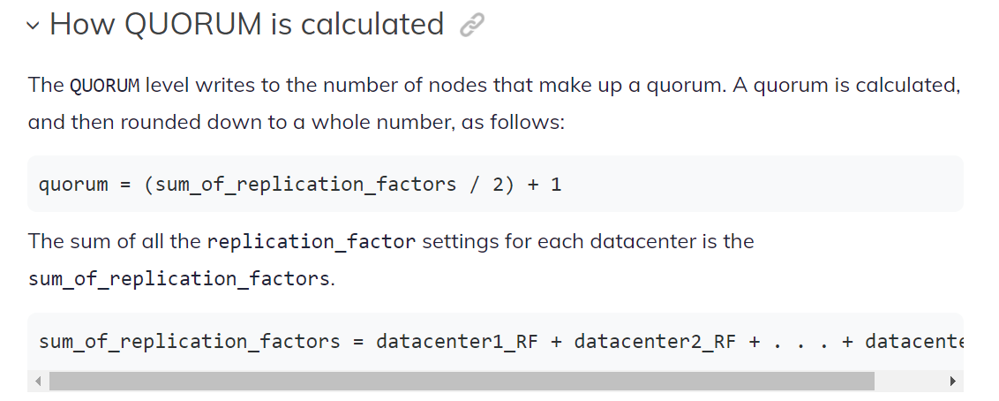 How QUORUM is calculated
The QUORUM level writes to the number of nodes that make up a quorum. A quorum is calculated,
and then rounded down to a whole number, as follows:
quorum = (sum_of_replication_factors / 2) + 1
The sum of all the replication_factor settings for each datacenter is the
sum_of_replication_factors.
sum_of_replication_factors = datacenter1_RF + datacenter2_RF + . . . +